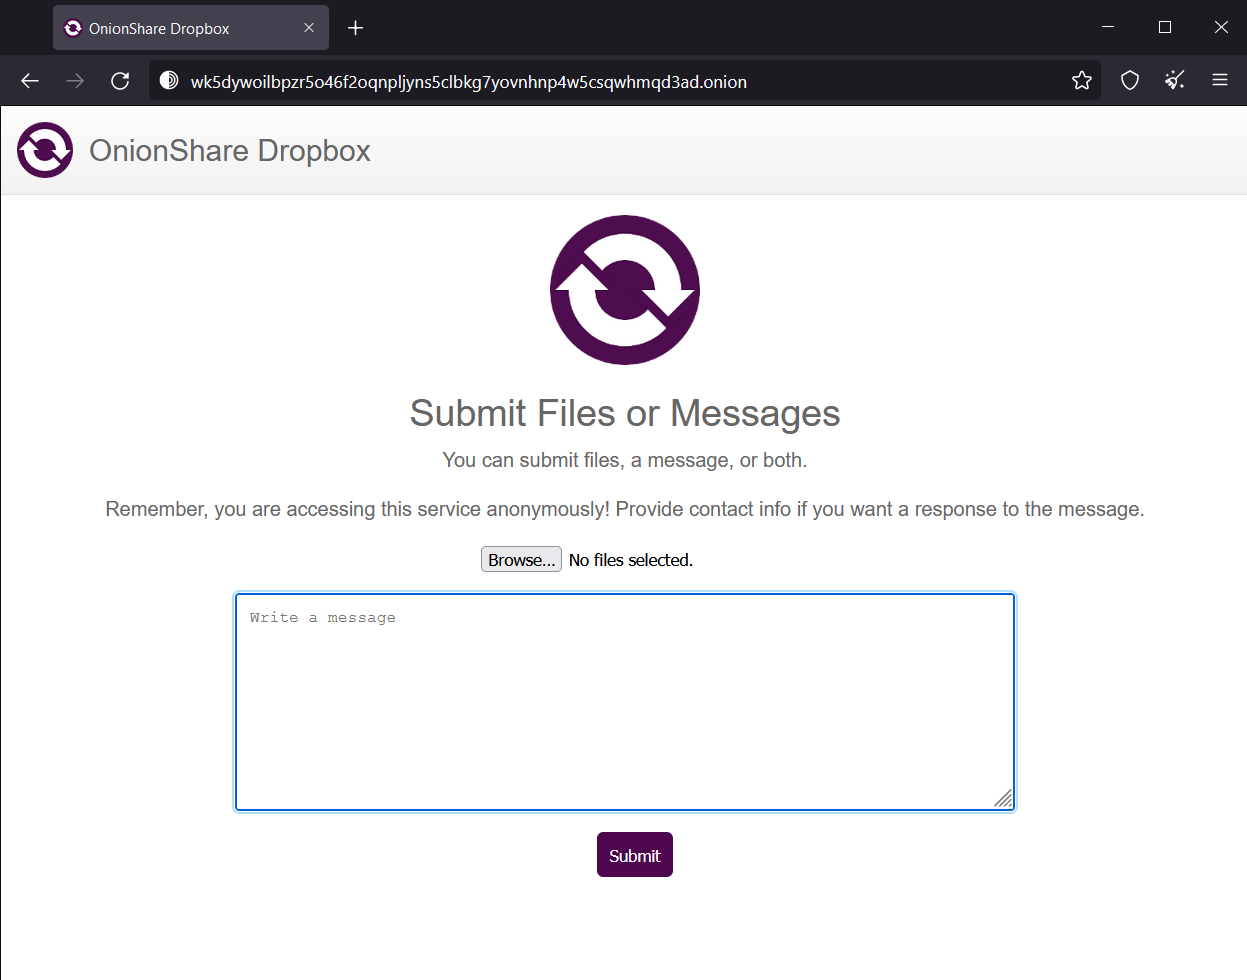 OnionShare Dropbox
wk5dywoilbpzr5o46f2oqnpljyns5clbkg7yovnhnp4w5csqwhmqd3ad.onion
OnionShare Dropbox
Submit Files or Messages
You can submit files, a message, or both.
Remember, you are accessing this service anonymously! Provide contact info if you want a response to the message.
Browse... No files selected.
Write a message
Submit